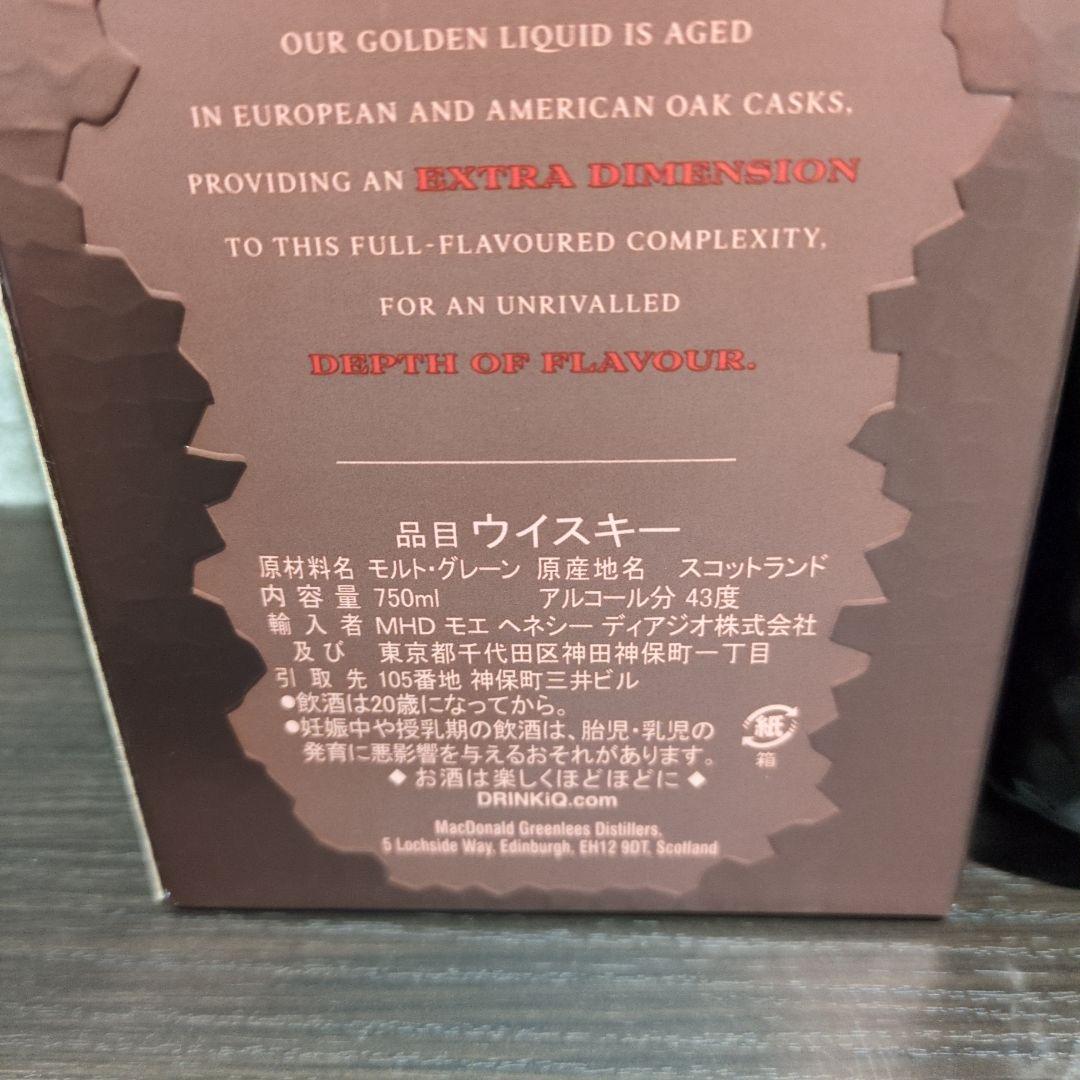 OUR GOLDEN LIQUID IS AGED
IN EUROPEAN AND AMERICAN OAK CASKS,
PROVIDING AN EXTRA DIMENSION
TO THIS FULL-FLAVOURED COMPLEXITY,
FOR AN UNRIVALLED
DEPTH OF FLAVOUR.
品目 ウイスキー
原材料名 モルト・グレーン 原産地名 スコットランド
内容量 750ml アルコール分 43度
輸入者 MHD モエ ヘネシー ディアジオ株式会社
及び 東京都千代田区神田神保町一丁目
引取先 105番地 神保町三井ビル
●飲酒は20歳になってから。
●妊娠中や授乳期の飲酒は、胎児・乳児の
発育に悪影響を与えるおそれがあります。
紙
箱
◆ お酒は楽しくほどほどに ◆
DRINKiQ.com
MacDonald Greenlees Distillers,
5 Lochside Way, Edinburgh, EH12 9DT, Scotland